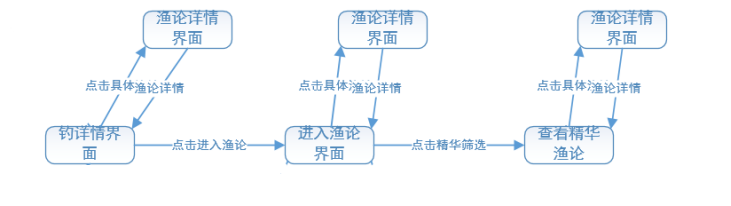 渔论详情
界面
渔论详情
界面
渔论详情
界面
点击具体
渔论详情
点击具体
渔论详情
点击具体
渔论详情
钓详情界
面
点击进入渔论
进入渔论
界面
点击精华筛选
查看精华
渔论